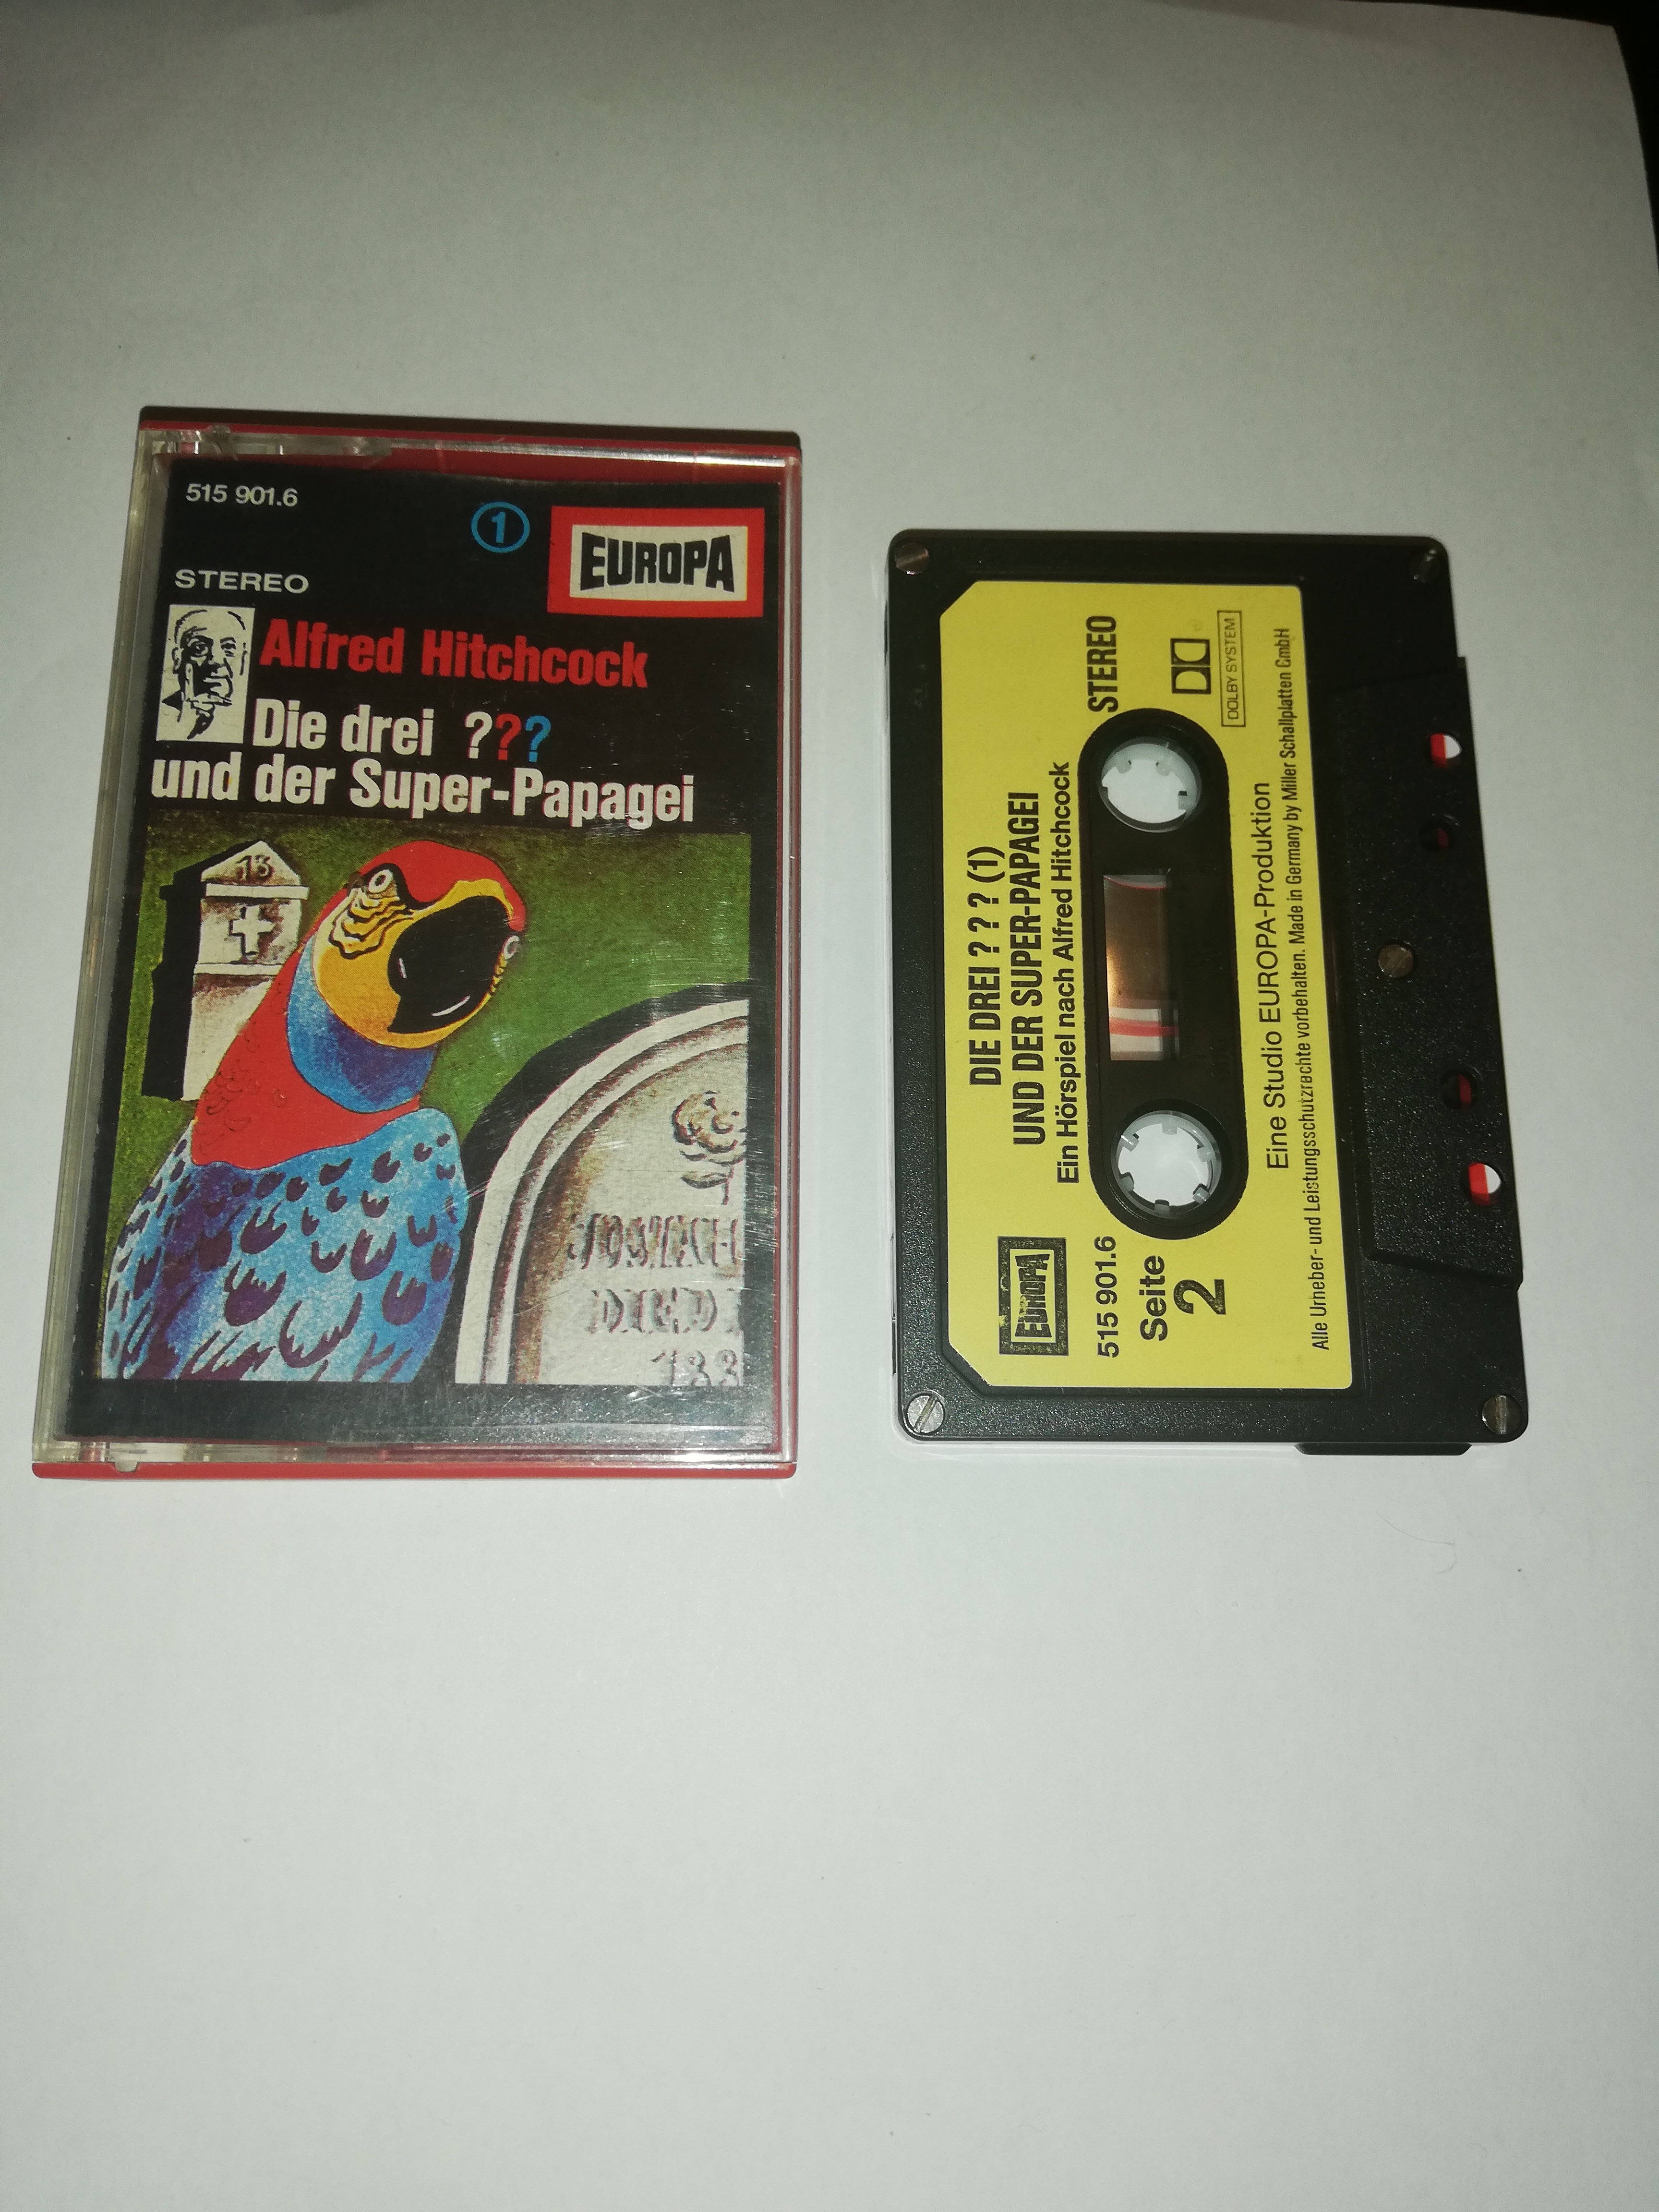 515 901.6
1
EUROPA
STEREO
Alfred Hitchcock
Die drei ???
und der Super-Papagei
13
DIE DREI ? ? ? (1)
UND DER SUPER-PAPAGEI
Ein Hörspiel nach Alfred Hitchcock
EUROPA
515 901.6
Seite
2
STEREO
DOLBY SYSTEM
Eine Studio EUROPA-Produktion
Alle Urheber- und Leistungsschutzrechte vorbehalten. Made in Germany by Miller Schallplatten GmbH